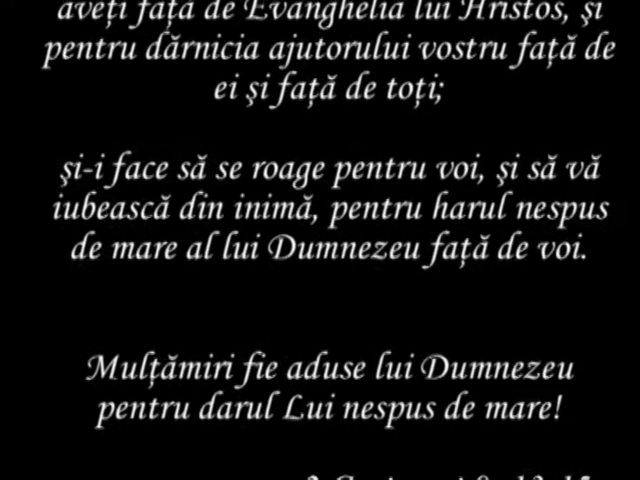 aveți față de Evanghelia lui Hristos, și
pentru dărnicia ajutorului vostru față de
ei și față de toți;
și-i face să se roage pentru voi, și să vă
iubească din inimă, pentru harul nespus
de mare al lui Dumnezeu față de voi.
Mulțămiri fie aduse lui Dumnezeu
pentru darul Lui nespus de mare!